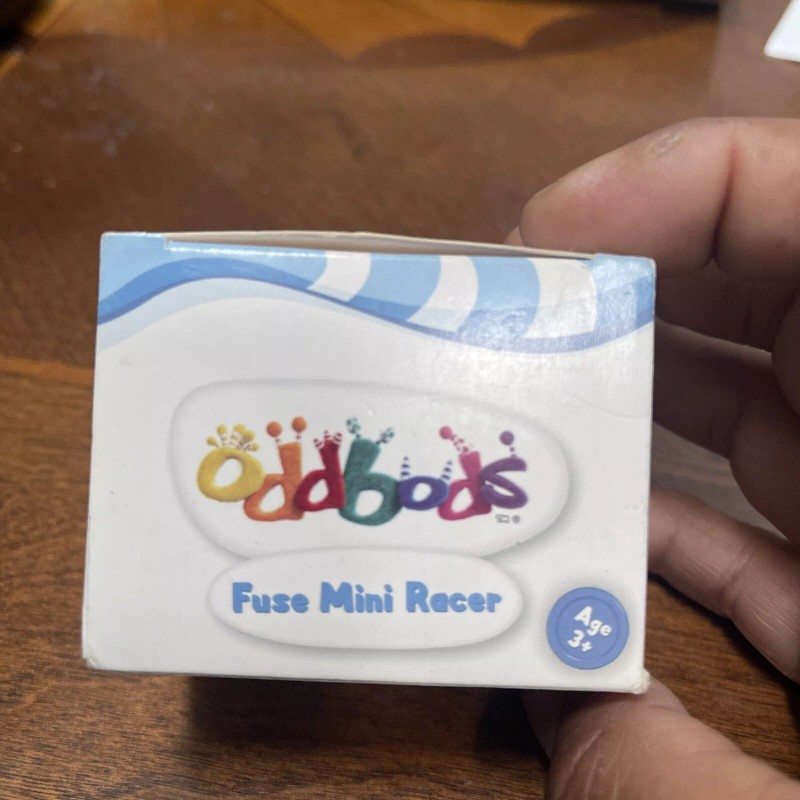 oddbods
Fuse Mini Racer
Age
3+